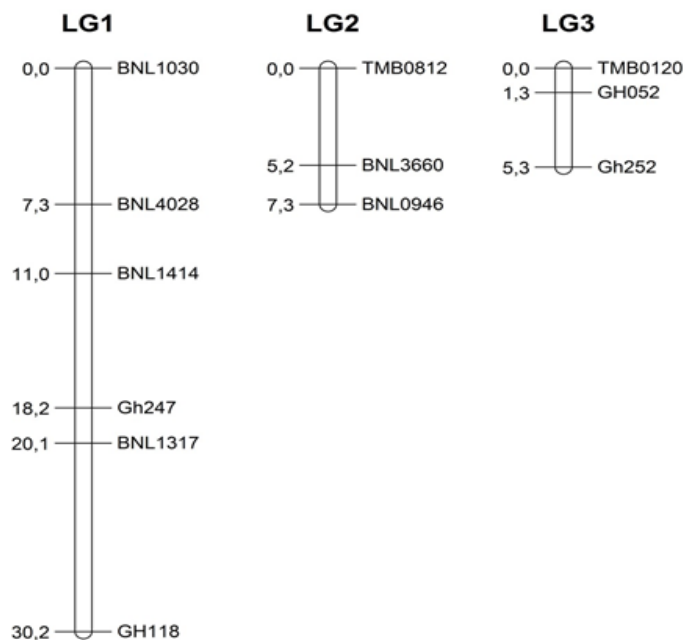 LG1
0,0 BNL1030
7,3 BNL4028
11,0 BNL1414
18,2 Gh247
20,1 BNL1317
30,2 GH118
LG2
0,0 TMB0812
5,2 BNL3660
7,3 BNL0946
LG3
0,0 TMB0120
1,3 GH052
5,3 Gh252